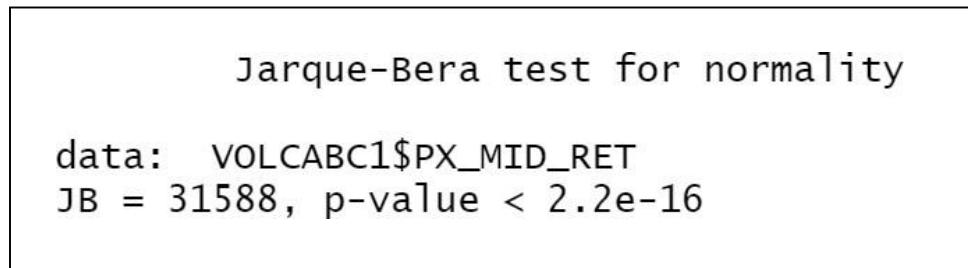 Jarque-Bera test for normality
data: VOLCABC1$PX_MID_RET
JB = 31588, p-value < 2.2e-16